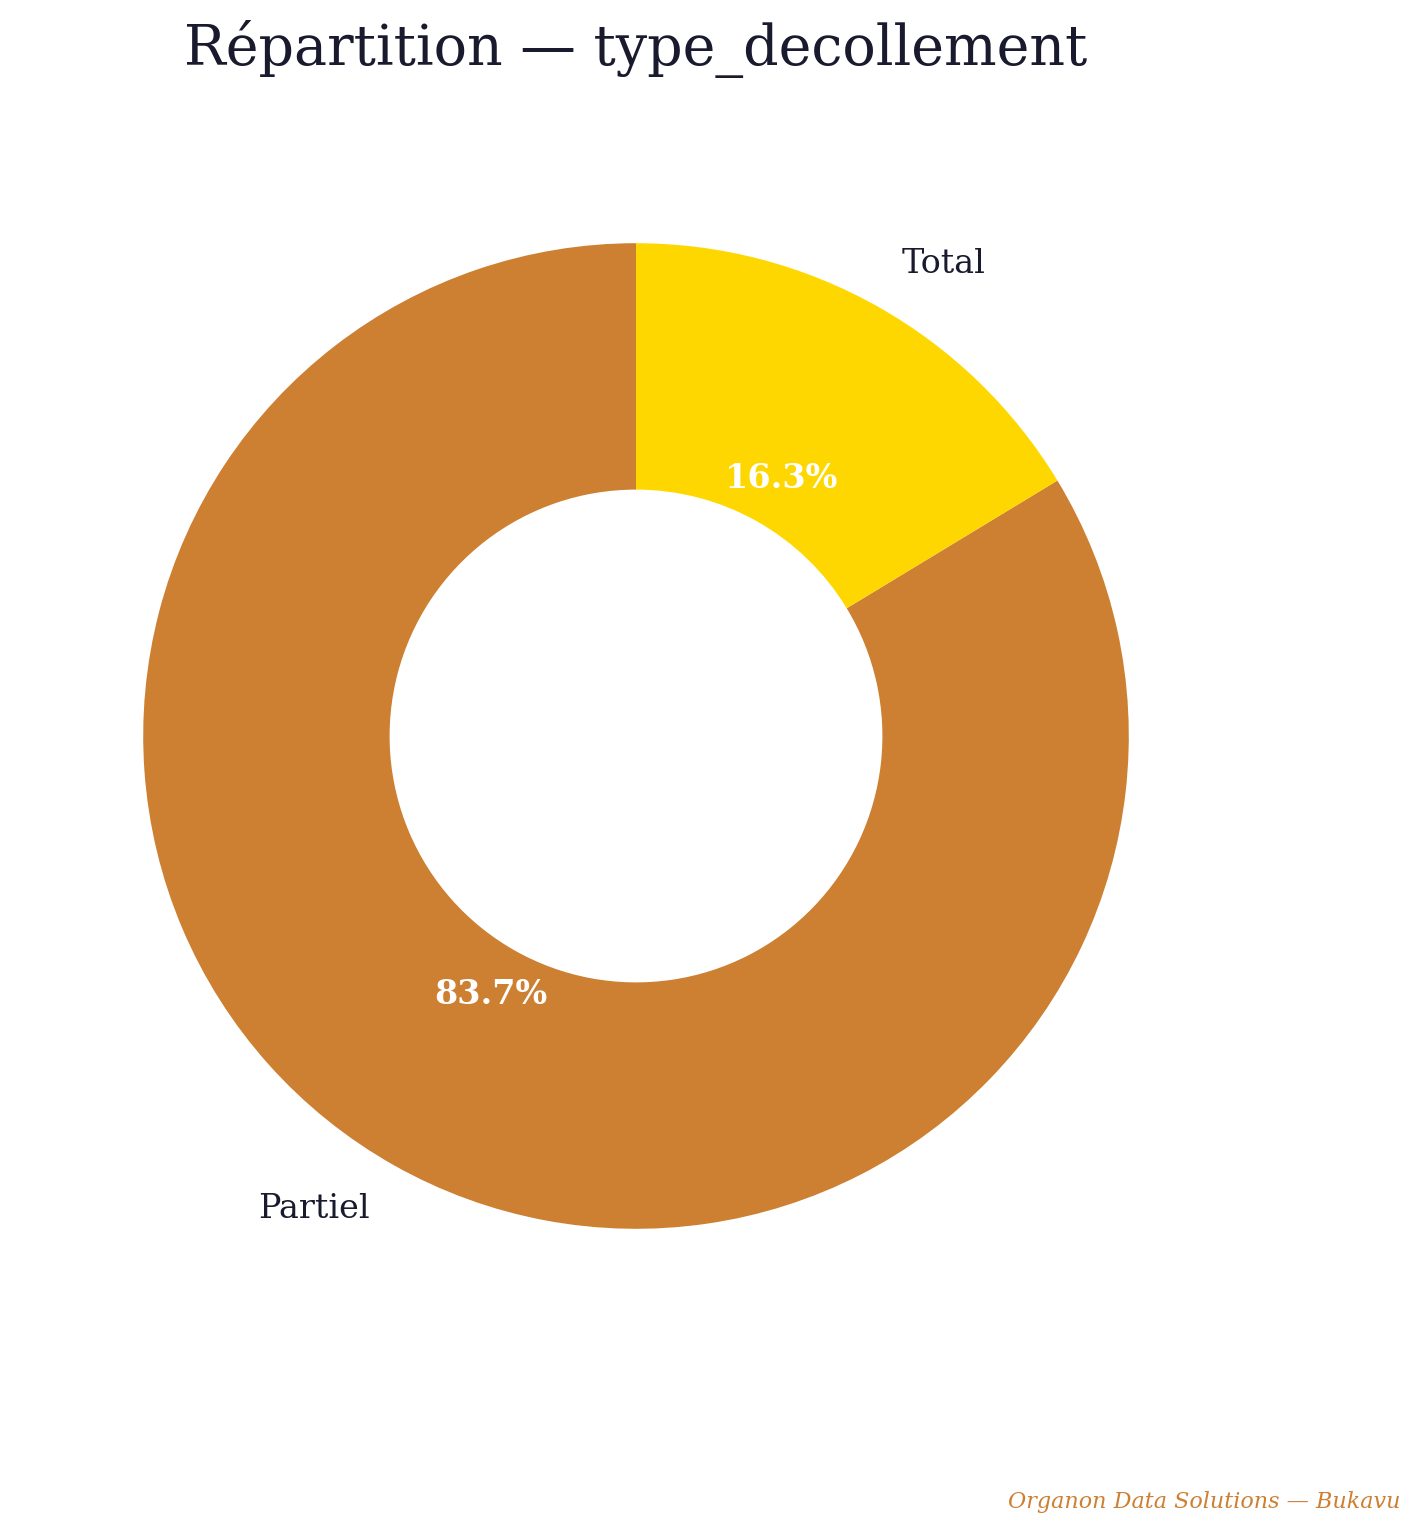 Répartition — type_decollement
Total
16.3%
83.7%
Partiel
Organon Data Solutions — Bukavu